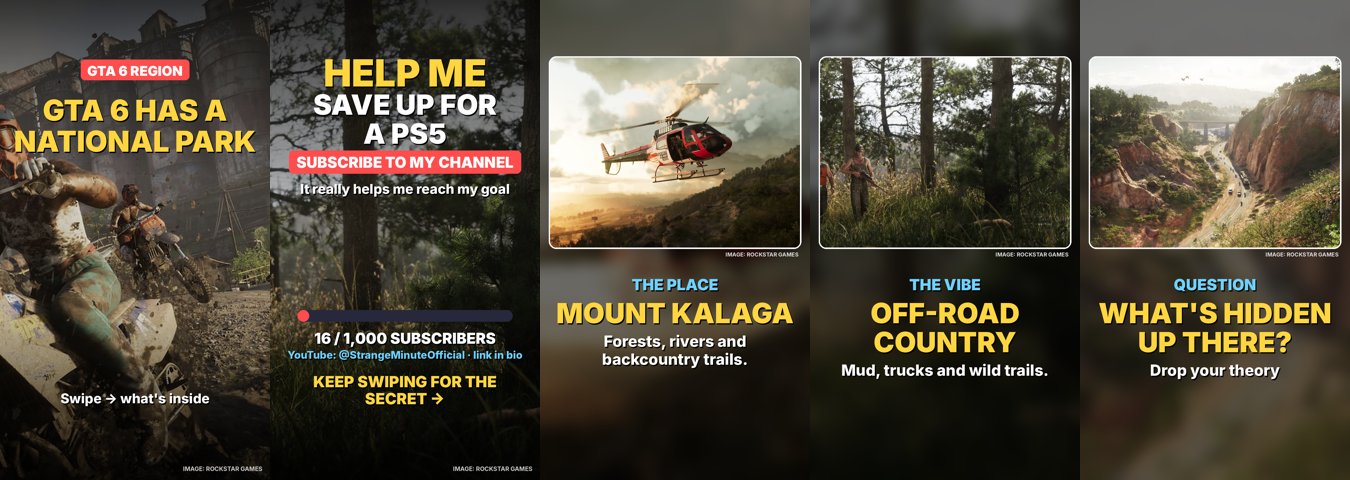 GTA 6 REGION
GTA 6 HAS A
NATIONAL PARK
Swipe → what's inside
IMAGE: ROCKSTAR GAMES
HELP ME
SAVE UP FOR
A PS5
SUBSCRIBE TO MY CHANNEL
It really helps me reach my goal
16 / 1,000 SUBSCRIBERS
YouTube: @StrangeMinuteOfficial · link in bio
KEEP SWIPING FOR THE
SECRET →
IMAGE: ROCKSTAR GAMES
IMAGE: ROCKSTAR GAMES
THE PLACE
MOUNT KALAGA
Forests, rivers and
backcountry trails.
IMAGE: ROCKSTAR GAMES
THE VIBE
OFF-ROAD
COUNTRY
Mud, trucks and wild trails.
IMAGE: ROCKSTAR GAMES
QUESTION
WHAT'S HIDDEN
UP THERE?
Drop your theory